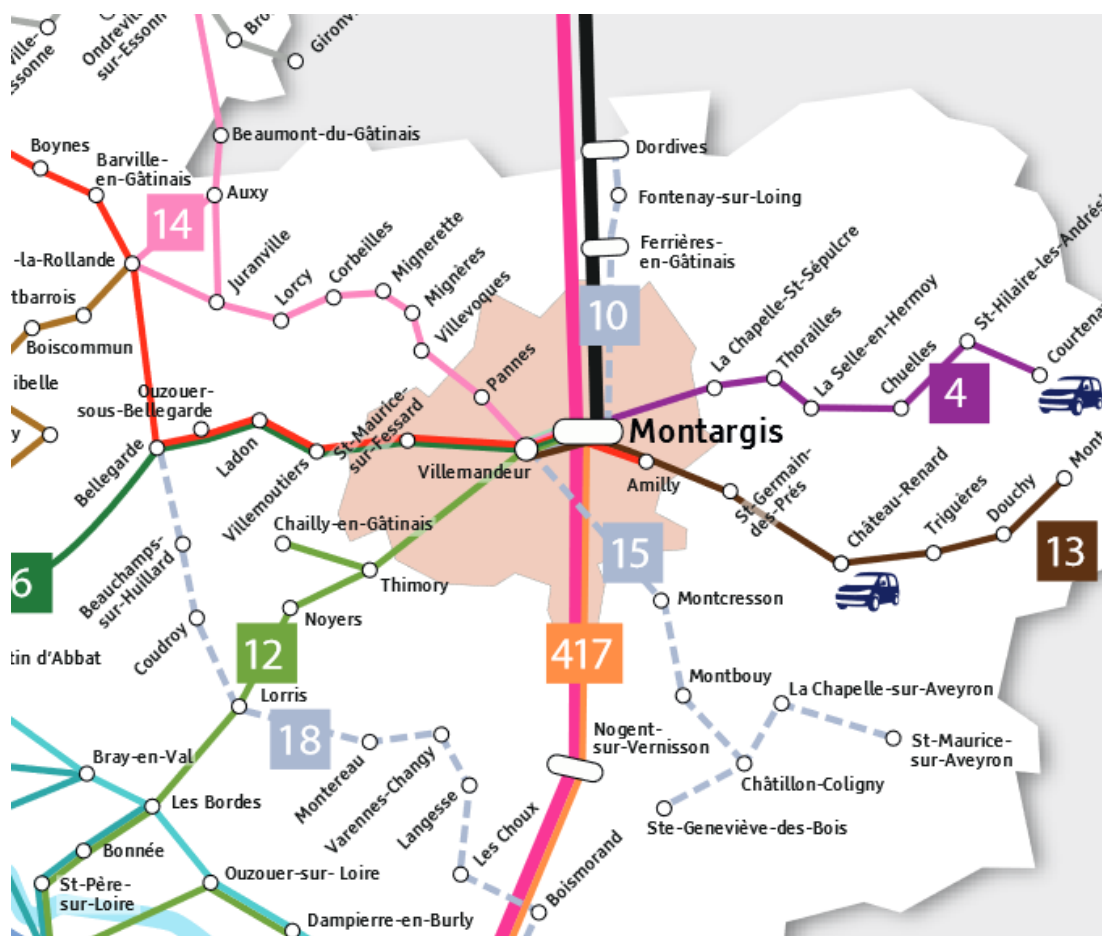 Ondreville-
sur-Essonne
Beaumont-du-Gâtinais
Dordives
Boynes
Barville-
en-Gâtinais
Auxy
14
Fontenay-sur-Loing
Ferrières-
en-Gâtinais
-la-Rollande
Juranville
Lorcy
Corbeilles
Mignerette
Mignères
Villevoques
Pannes
10
La Chapelle-St-Sépulcre
Thorailles
La Selle-en-Hermoy
Chuelles
St-Hilaire-les-Andrésis
4
tbarrois
Boiscommun
ibelle
y
Ouzouer-
sous-Bellegarde
Bellegarde
Ladon
Villemoutiers
St-Maurice-
sur-Fessard
Villemandeur
Montargis
Amilly
St-Germain-
des-Prés
Château-Renard
Triguères
Douchy
Mont
13
6
Chailly-en-Gâtinais
Thimory
15
Beauchamps-
sur-Huillard
Coudroy
Noyers
Montcresson
12
417
tin d'Abbat
Lorris
Montbouy
La Chapelle-sur-Aveyron
18
Nogent-
sur-Vernisson
St-Maurice-
sur-Aveyron
Bray-en-Val
Montereau
Varennes-Changy
Langesse
Les Choux
Boismorand
Châtillon-Coligny
Ste-Geneviève-des-Bois
Les Bordes
Bonnée
St-Père-
sur-Loire
Ouzouer-sur- Loire
Dampierre-en-Burly